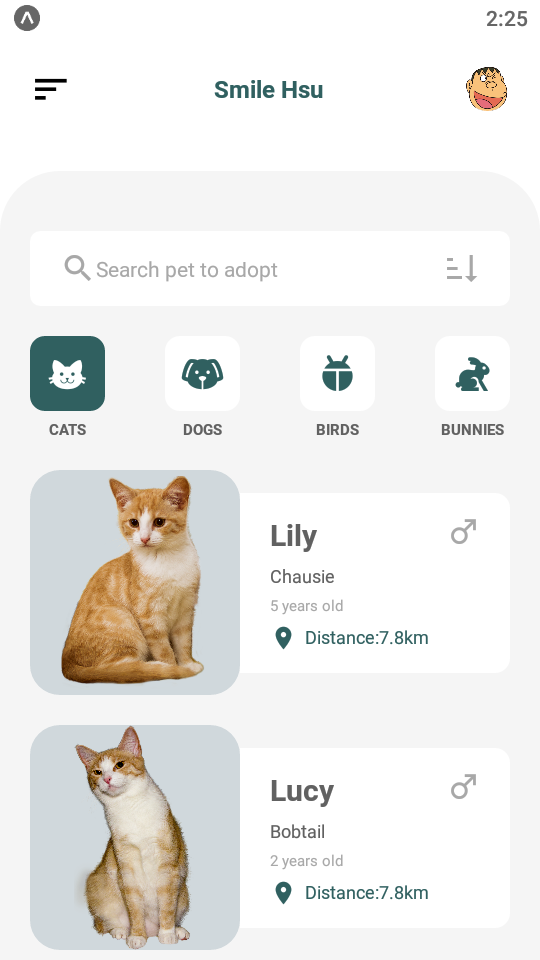 2:25
Smile Hsu
Search pet to adopt
CATS
DOGS
BIRDS
BUNNIES
Lily
Chausie
5 years old
Distance:7.8km
Lucy
Bobtail
2 years old
Distance:7.8km